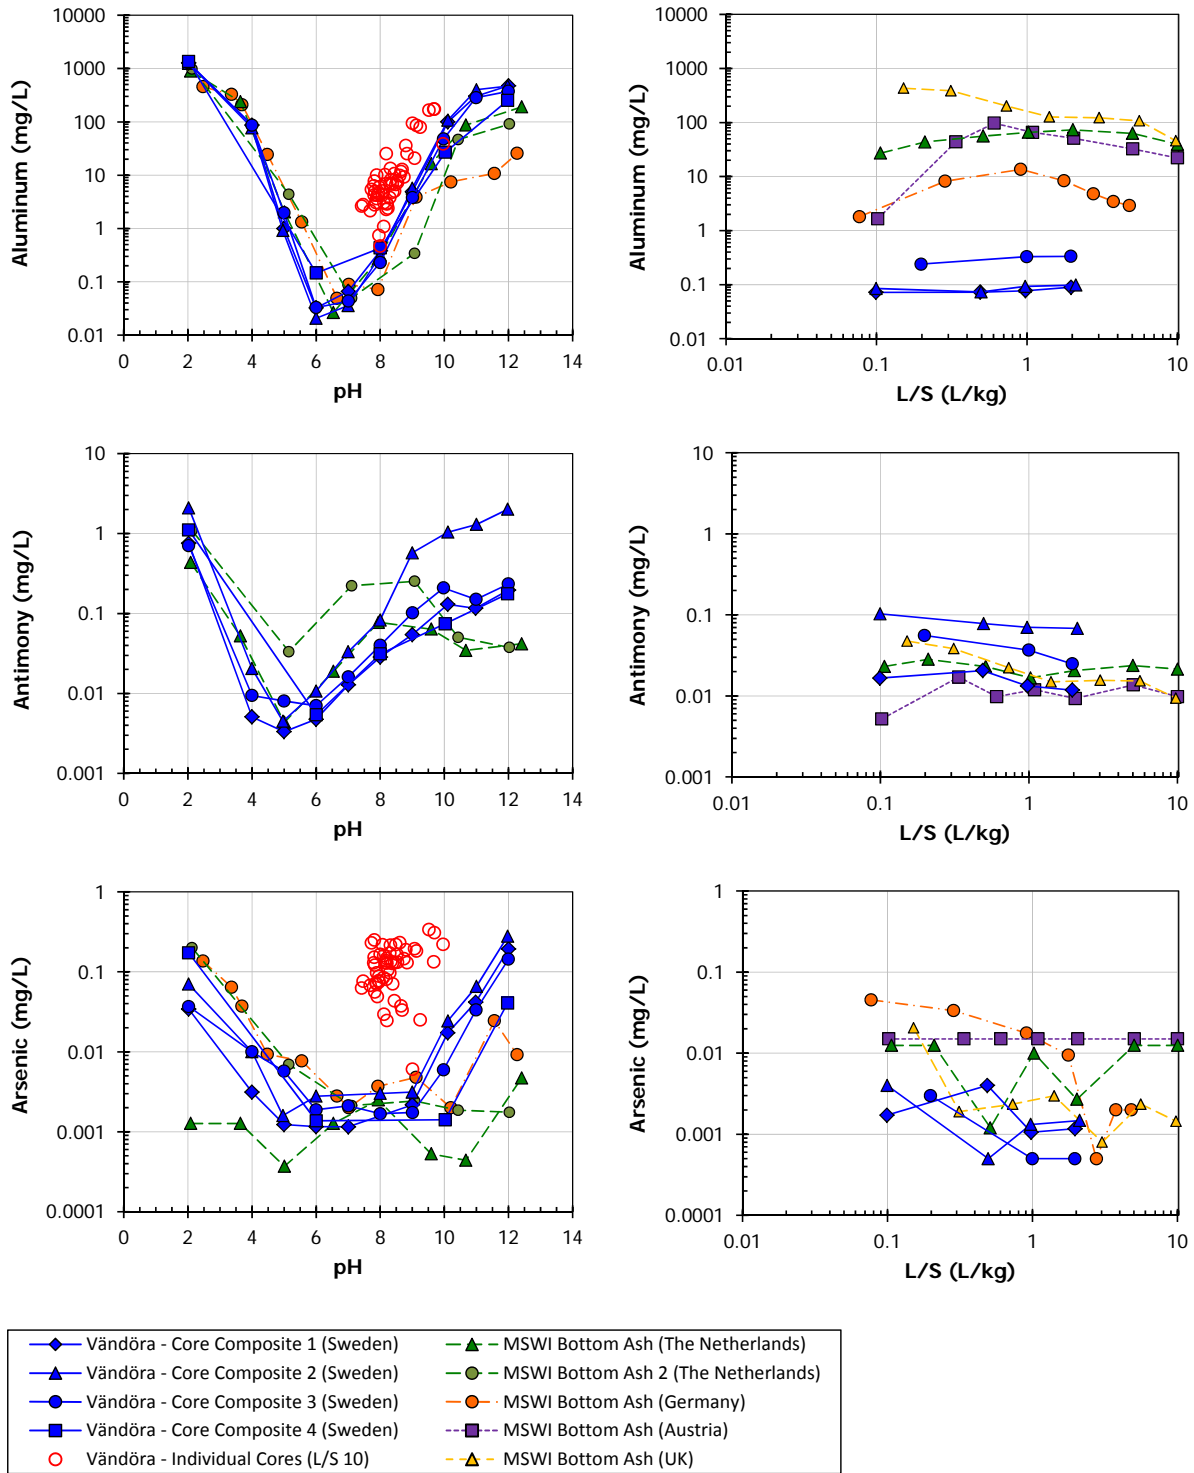 10000
1000
100
10
1
0.1
0.01
Aluminum (mg/L)
0 2 4 6 8 10 12 14
pH
10000
1000
100
10
1
0.1
0.01
Aluminum (mg/L)
0.01 0.1 1 10
L/S (L/kg)
10
1
0.1
0.01
0.001
Antimony (mg/L)
0 2 4 6 8 10 12 14
pH
10
1
0.1
0.01
0.001
Antimony (mg/L)
0.01 0.1 1 10
L/S (L/kg)
1
0.1
0.01
0.001
0.0001
Arsenic (mg/L)
0 2 4 6 8 10 12 14
pH
1
0.1
0.01
0.001
0.0001
Arsenic (mg/L)
0.01 0.1 1 10
L/S (L/kg)
Vändöra - Core Composite 1 (Sweden)
Vändöra - Core Composite 2 (Sweden)
Vändöra - Core Composite 3 (Sweden)
Vändöra - Core Composite 4 (Sweden)
Vändöra - Individual Cores (L/S 10)
MSWI Bottom Ash (The Netherlands)
MSWI Bottom Ash 2 (The Netherlands)
MSWI Bottom Ash (Germany)
MSWI Bottom Ash (Austria)
MSWI Bottom Ash (UK)